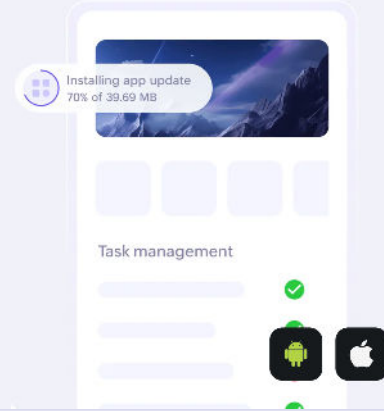 Installing app update
70% of 39.69 MB
Task management